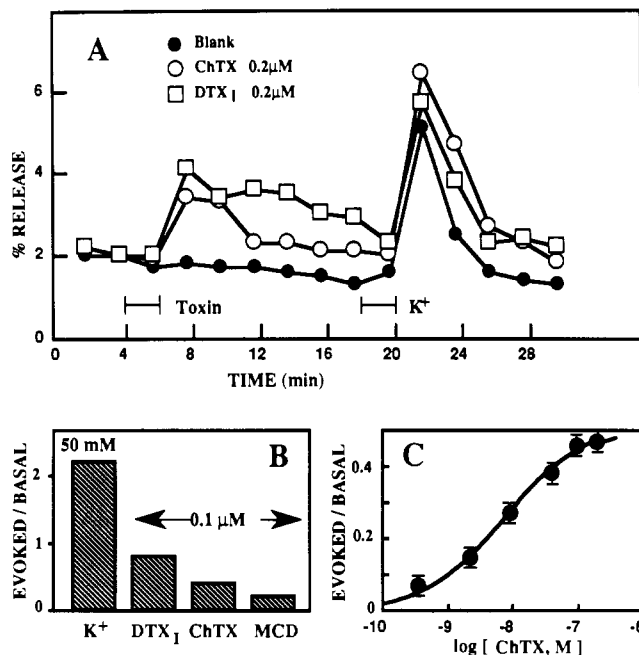 A
Blank
ChTX 0.2µM
DTX I 0.2µM
% RELEASE
6
4
2
0
Toxin
K+
0 4 8 12 16 20 24 28
TIME (min)
B
50 mM
0.1 µM
EVOKED / BASAL
2
1
0
K+ DTX I ChTX MCD
C
EVOKED / BASAL
0.4
0.2
0
-10 -9 -8 -7 -6
log [ ChTX, M ]